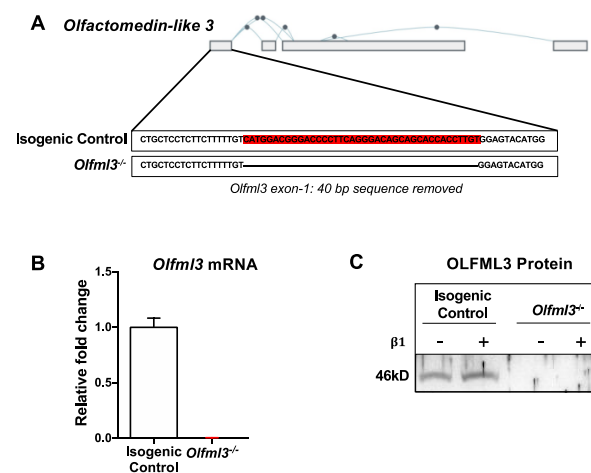 A Olfactomedin-like 3
Isogenic Control CTGCTCCTCTTCTTTTTGTCATGGACGGGACCCCTTCAGGGACAGCAGCACCACCTTGTGGAGTACATGG
Olfml3-/- CTGCTCCTCTTCTTTTTGT GGAGTACATGG
Olfml3 exon-1: 40 bp sequence removed
B Olfml3 mRNA
Relative fold change
1.5
1.0
0.5
0.0
Isogenic Control
Olfml3-/-
C OLFML3 Protein
Isogenic Control
Olfml3-/-
β1 - + - +
46kD